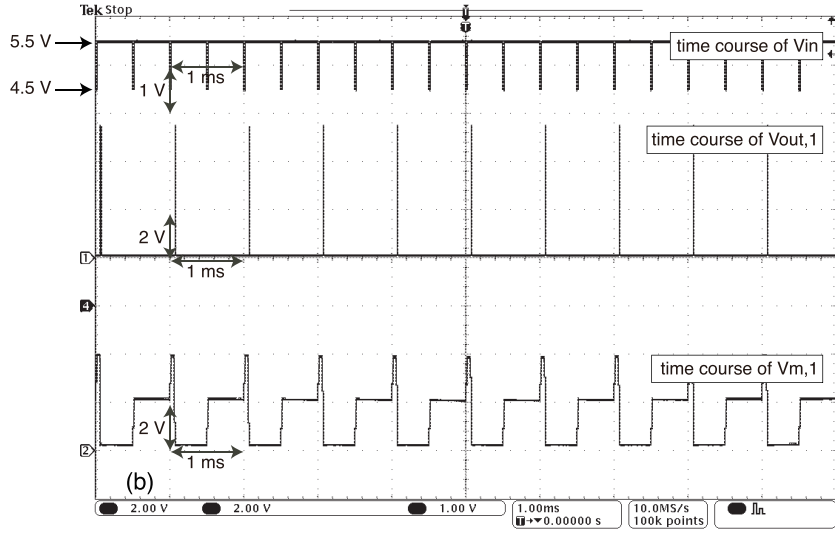 Tek Stop
T
T
5.5 V
time course of Vin
1 ms
4.5 V
1 V
time course of Vout,1
2 V
1
1 ms
4
time course of Vm,1
2 V
2
1 ms
(b)
2.00 V 2.00 V 1.00 V 1.00ms 10.0MS/s
T→▼0.00000 s 100k points